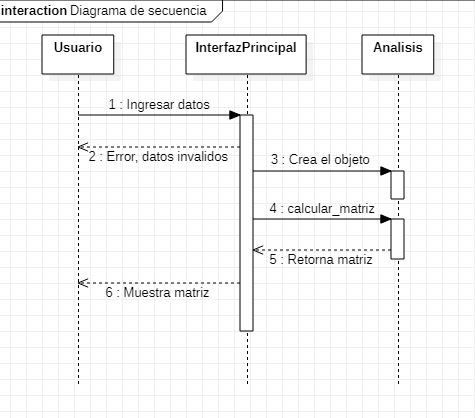 interaction Diagrama de secuencia
Usuario
InterfazPrincipal
Analisis
1 : Ingresar datos
2 : Error, datos invalidos
3 : Crea el objeto
4 : calcular_matriz
5 : Retorna matriz
6 : Muestra matriz